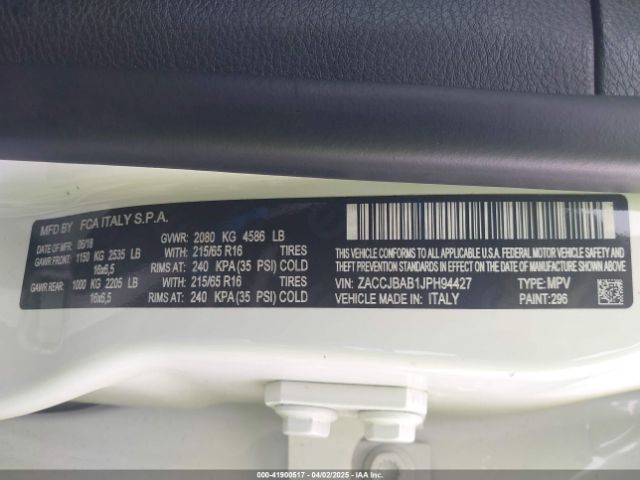 MFD BY FCA ITALY S.P.A.
DATE OF MFR: 06/18 GVWR: 2080 KG 4586 LB
GAWR FRONT: 1150 KG 2535 LB WITH: 215/65 R16 TIRES
16x6,5 RIMS AT: 240 KPA(35 PSI) COLD
GAWR REAR: 1000 KG 2205 LB WITH: 215/65 R16 TIRES
16x6,5 RIMS AT: 240 KPA(35 PSI) COLD
THIS VEHICLE CONFORMS TO ALL APPLICABLE U.S.A. FEDERAL MOTOR VEHICLE SAFETY
AND THEFT PREVENTION STANDARDS IN EFFECT ON THE DATE OF MANUFACTURE SHOWN ABOVE.
VIN: ZACCJBAB1JPH94427 TYPE: MPV
VEHICLE MADE IN: ITALY PAINT: 296
000-41900517 - 04/02/2025 - IAAI, Inc.